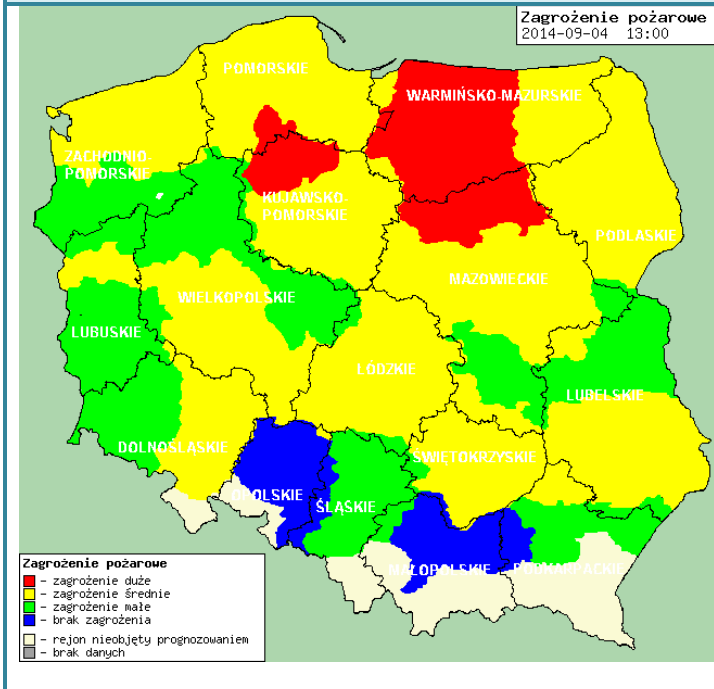 Zagrożenie pożarowe
2014-09-04 13:00
POMORSKIE
WARMIŃSKO-MAZURSKIE
ZACHODNIO-
POMORSKIE
KUJAWSKO-
POMORSKIE
PODLASKIE
MAZOWIECKIE
WIELKOPOLSKIE
LUBUSKIE
ŁÓDZKIE
LUBELSKIE
DOLNOŚLĄSKIE
ŚWIĘTOKRZYSKIE
OPOLSKIE
ŚLĄSKIE
MAŁOPOLSKIE
PODKARPACKIE
Zagrożenie pożarowe
- zagrożenie duże
- zagrożenie średnie
- zagrożenie małe
- brak zagrożenia
- rejon nieobjęty prognozowaniem
- brak danych